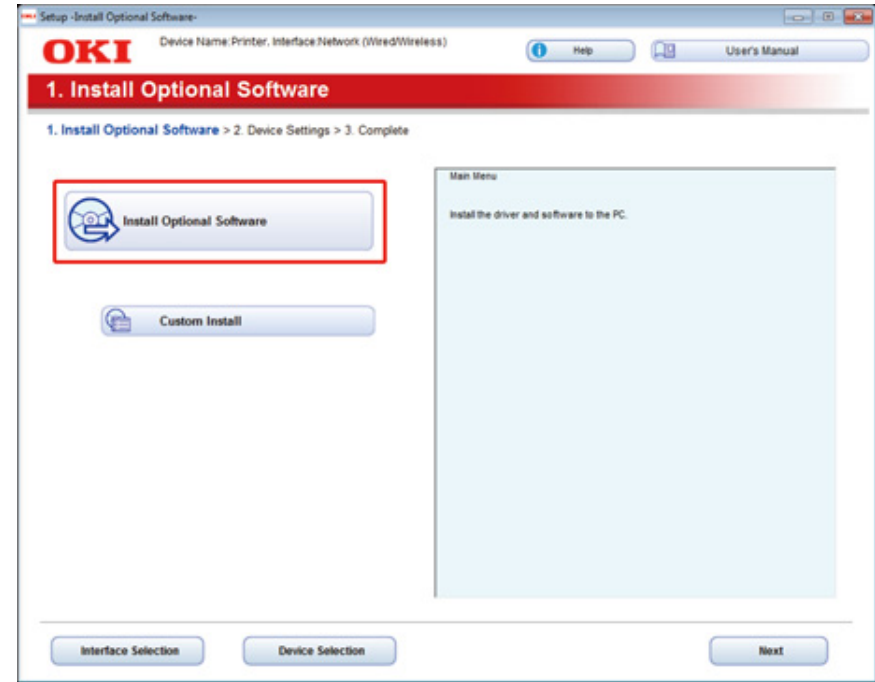 Setup -Install Optional Software-
OKI
Device Name:Printer, Interface:Network (Wired/Wireless)
Help
User's Manual
1. Install Optional Software
1. Install Optional Software > 2. Device Settings > 3. Complete
Main Menu
Install the driver and software to the PC.
Install Optional Software
Custom Install
Interface Selection
Device Selection
Next